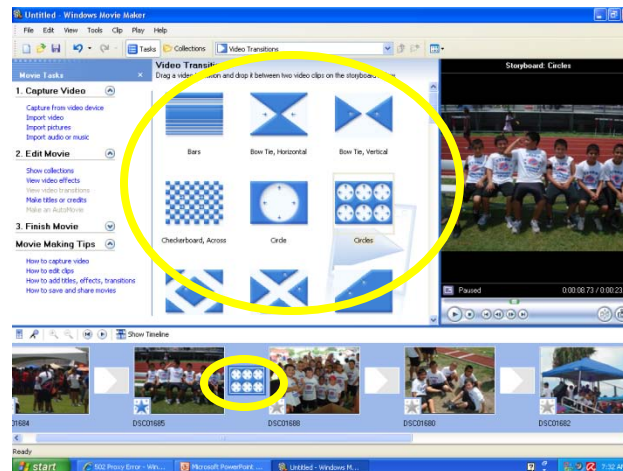 Untitled - Windows Movie Maker
File Edit View Tools Clip Play Help
Tasks Collections Video Transitions
Movie Tasks
1. Capture Video
Capture from video device
Import video
Import pictures
Import audio or music
2. Edit Movie
Show collections
View video effects
View video transitions
Make titles or credits
Make an AutoMovie
3. Finish Movie
Movie Making Tips
How to capture video
How to edit clips
How to add titles, effects, transitions
How to save and share movies
Video
Drag a video and drop it between two video clips on the storyboard
Bars
Bow Tie, Horizontal
Bow Tie, Vertical
Checkerboard, Across
Circle
Circles
Storyboard: Circles
Paused 0:00:08.73 / 0:00:23
Show Timeline
01684
DSC01685
DSC01688
DSC01680
DSC01682
Ready
start
502 Proxy Error - Win...
Microsoft PowerPoint ...
Untitled - Windows M...
7:32 AM